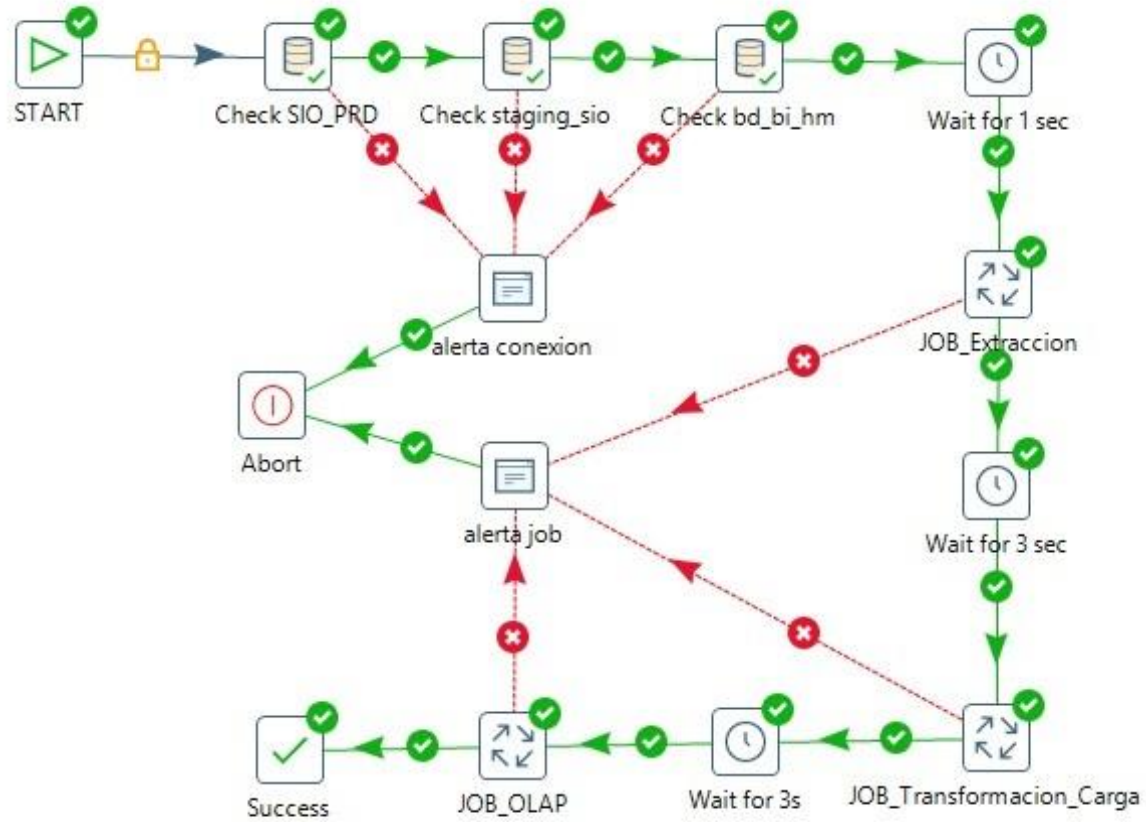 START
Check SIO_PRD
Check staging_sio
Check bd_bi_hm
Wait for 1 sec
alerta conexion
JOB_Extraccion
Abort
alerta job
Wait for 3 sec
Success
JOB_OLAP
Wait for 3s
JOB_Transformacion_Carga